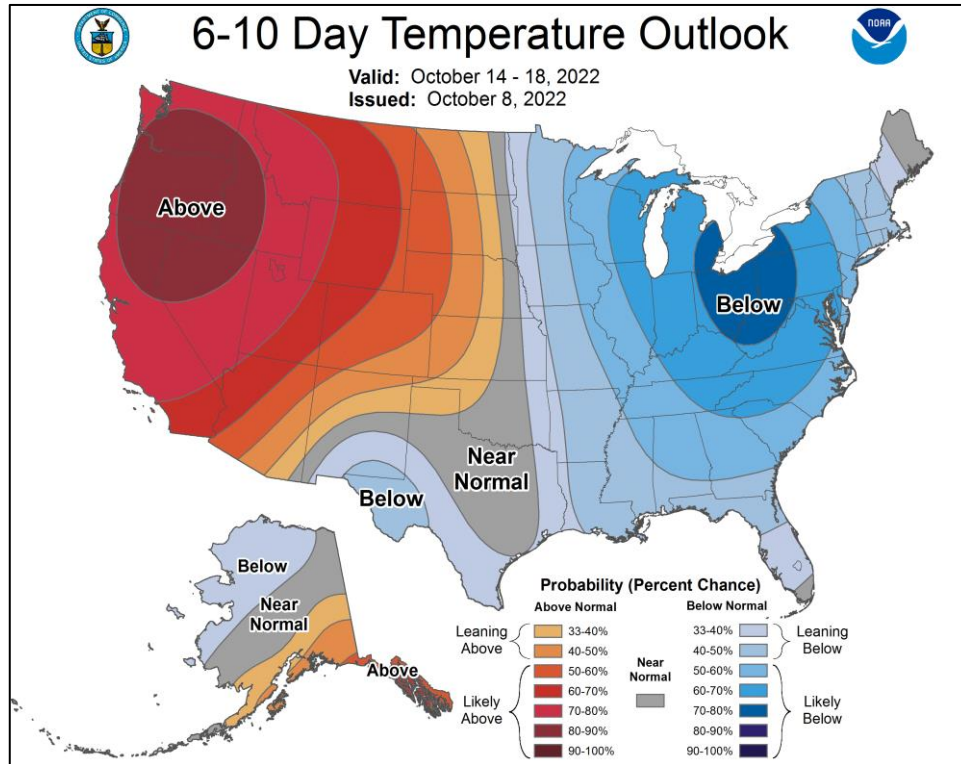 6-10 Day Temperature Outlook
NOAA
Valid: October 14 - 18, 2022
Issued: October 8, 2022
Above
Below
Near
Normal
Below
Below
Near
Normal
Above
Probability (Percent Chance)
Above Normal
Below Normal
Leaning
Above
33-40%
40-50%
Likely
Above
50-60%
60-70%
70-80%
80-90%
90-100%
Near
Normal
33-40%
40-50%
Leaning
Below
50-60%
60-70%
70-80%
80-90%
90-100%
Likely
Below